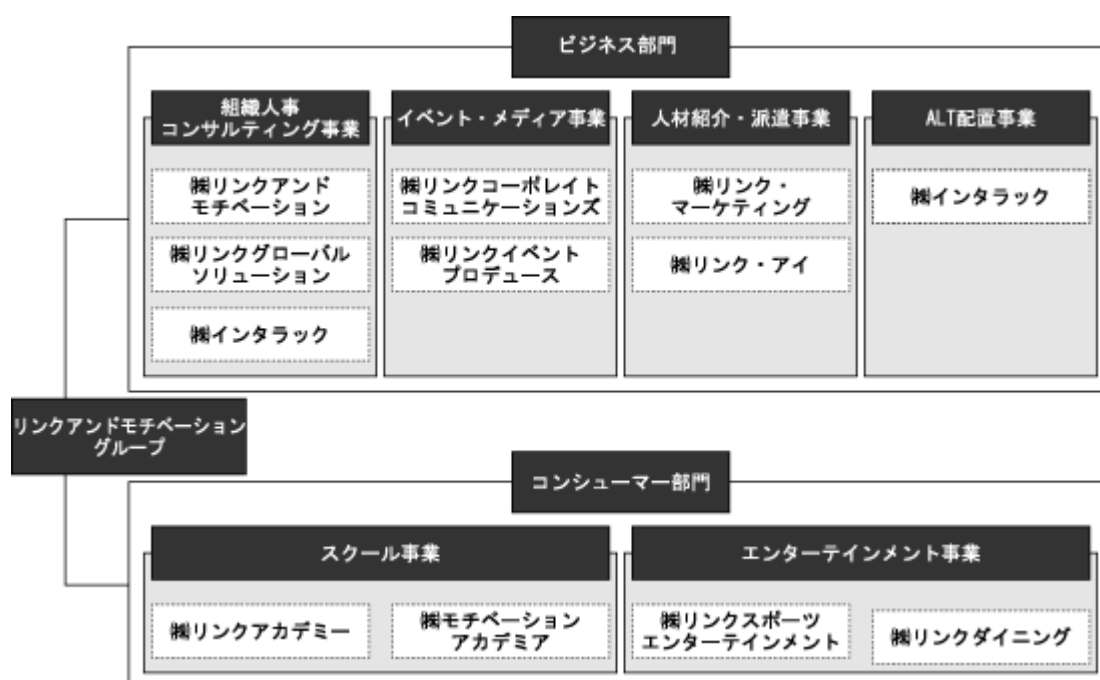 ビジネス部門
組織人事
コンサルティング事業
イベント・メディア事業
人材紹介・派遣事業
ALT配置事業
㈱リンクアンド
モチベーション
㈱リンクグローバル
ソリューション
㈱インタラック
㈱リンクコーポレイト
コミュニケーションズ
㈱リンクイベント
プロデュース
㈱リンク・
マーケティング
㈱リンク・アイ
㈱インタラック
リンクアンドモチベーション
グループ
コンシューマー部門
スクール事業
エンターテインメント事業
㈱リンクアカデミー
㈱モチベーション
アカデミア
㈱リンクスポーツ
エンターテインメント
㈱リンクダイニング